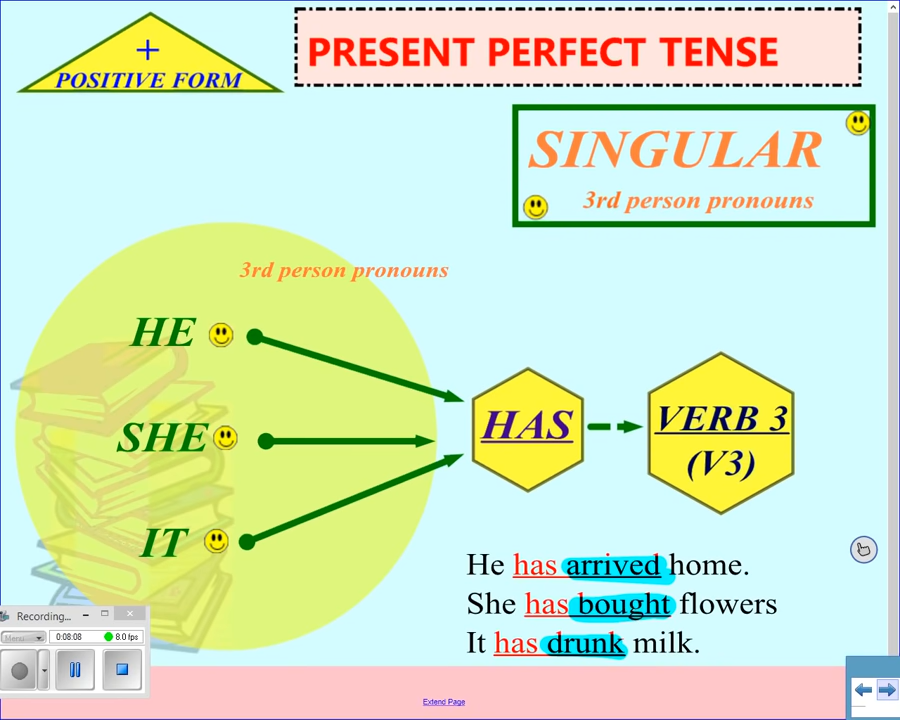 +
POSITIVE FORM
PRESENT PERFECT TENSE
SINGULAR
3rd person pronouns
3rd person pronouns
HE
SHE
IT
HAS
VERB 3
(V3)
He has arrived home.
She has bought flowers
It has drunk milk.
Recording...
Menu
0:08:08
8.0 fps
Extend Page